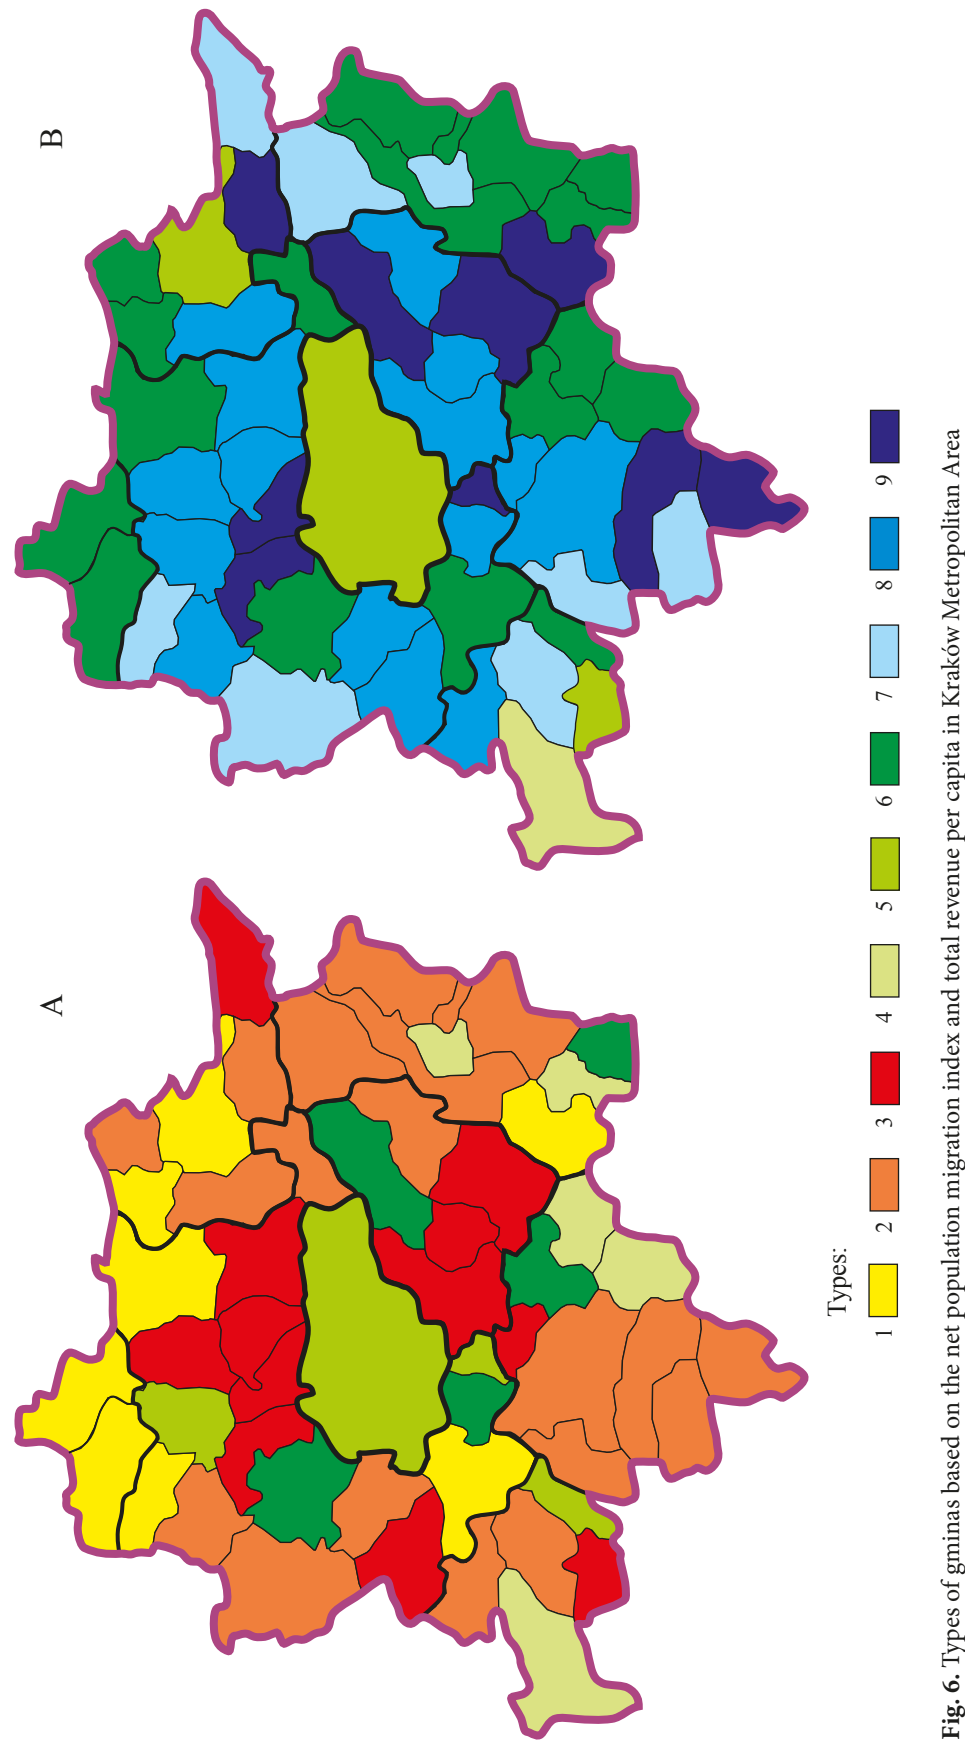 A
B
Types:
1 2 3 4 5 6 7 8 9
Fig. 6. Types of gminas based on the net population migration index and total revenue per capita in Kraków Metropolitan Area